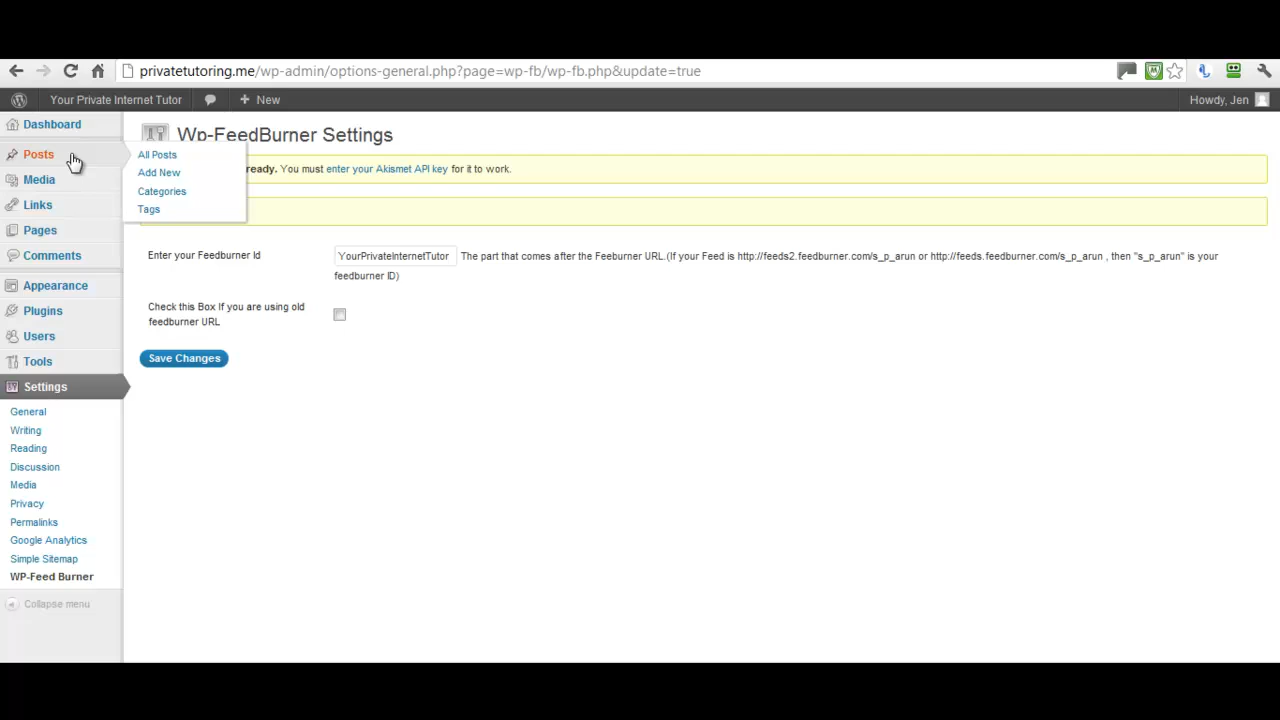 privatetutoring.me/wp-admin/options-general.php?page=wp-fb/wp-fb.php&update=true
Your Private Internet Tutor
New
Howdy, Jen
Dashboard
Posts
Media
Links
Pages
Comments
Appearance
Plugins
Users
Tools
Settings
General
Writing
Reading
Discussion
Media
Privacy
Permalinks
Google Analytics
Simple Sitemap
WP-Feed Burner
Collapse menu
All Posts
Add New
Categories
Tags
Wp-FeedBurner Settings
ready. You must enter your Akismet API key for it to work.
Enter your Feedburner Id
YourPrivateInternetTutor
The part that comes after the Feeburner URL.(If your Feed is http://feeds2.feedburner.com/s_p_arun or http://feeds.feedburner.com/s_p_arun , then "s_p_arun" is your
feedburner ID)
Check this Box If you are using old
feedburner URL
Save Changes